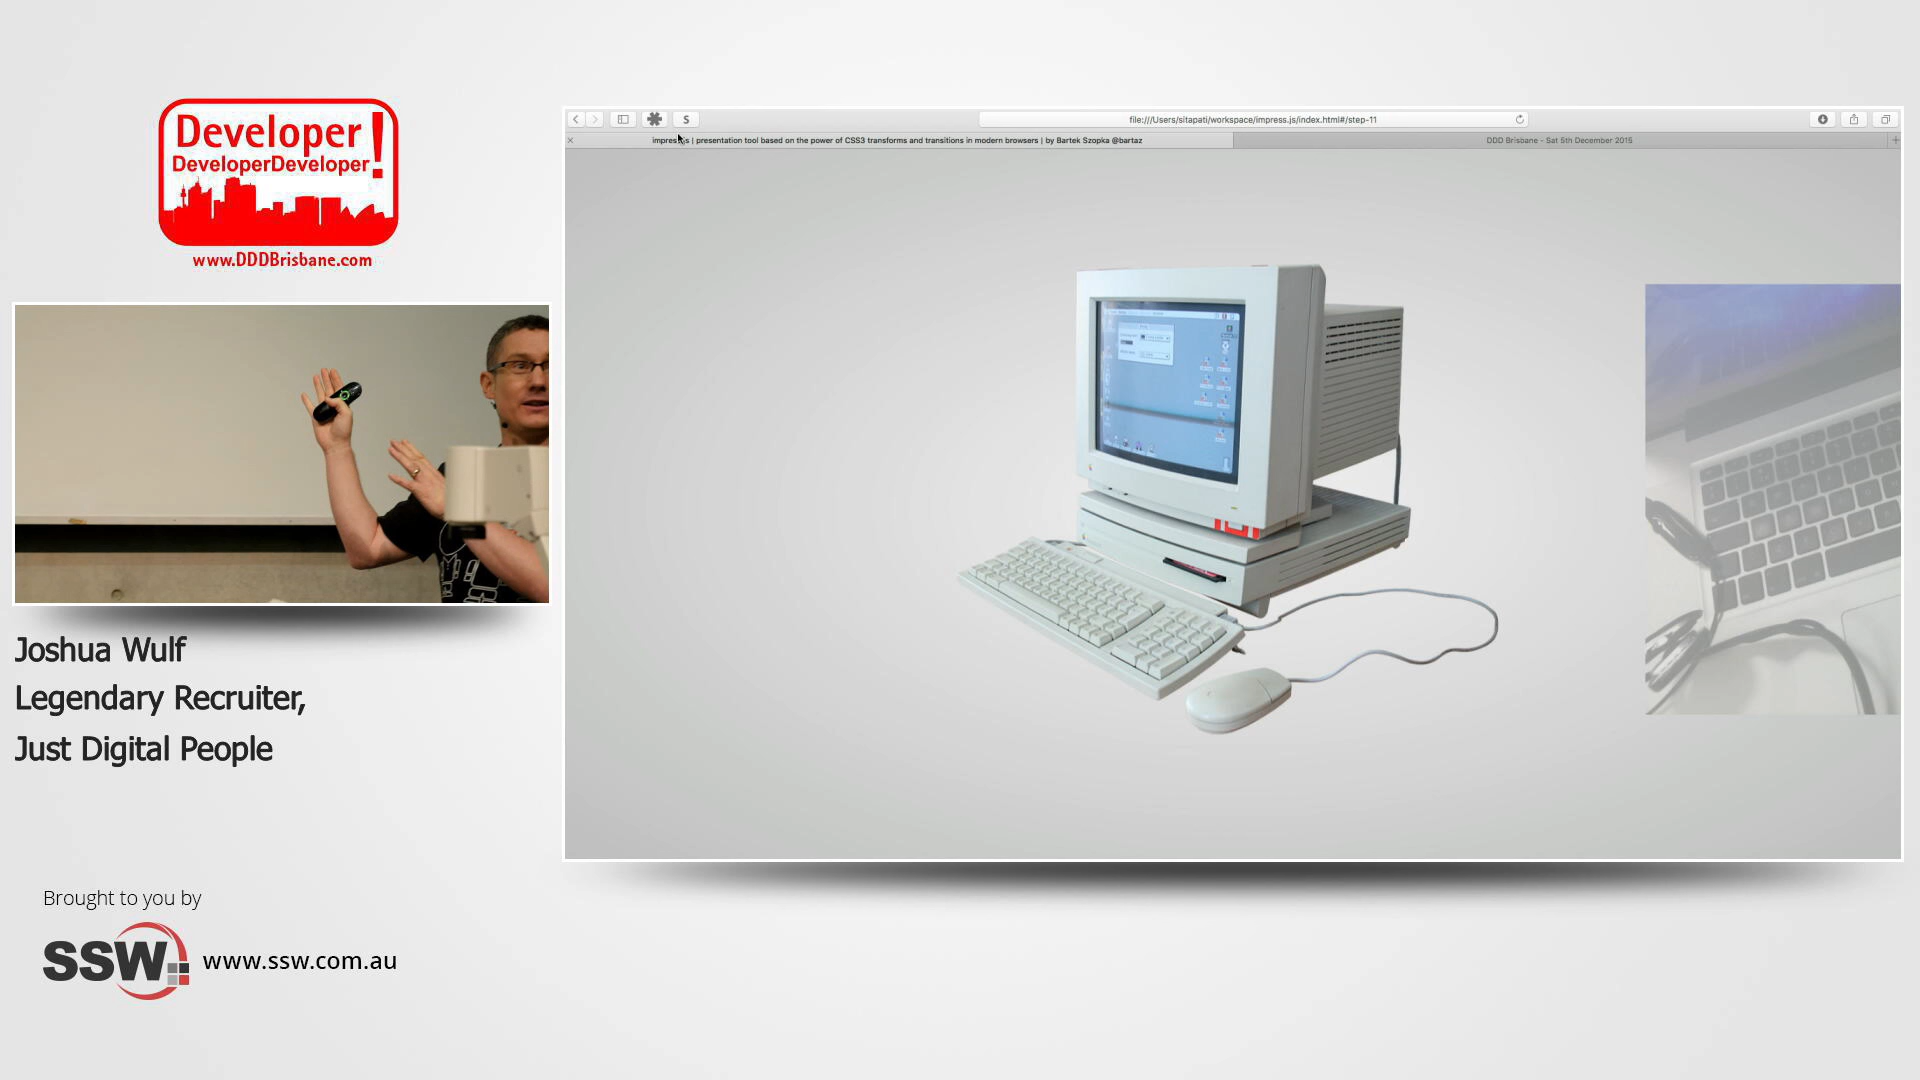 Developer!
DeveloperDeveloper
www.DDDBrisbane.com
file:///Users/sitapati/workspace/impress.js/index.html#/step-11
S
| presentation tool based on the power of CSS3 transforms and transitions in modern browsers | by Bartek Szopka @bartaz
DDD Brisbane - Sat 5th December 2015
Joshua Wulf
Legendary Recruiter,
Just Digital People
Brought to you by
SSW
www.ssw.com.au